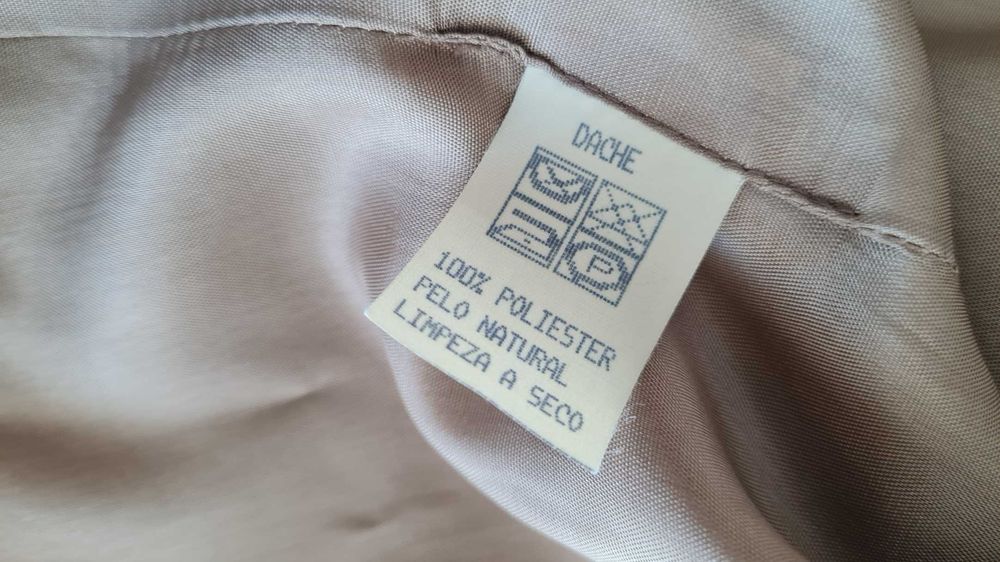 DACHE
P
100% POLIESTER
PELO NATURAL
LIMPEZA A SECO